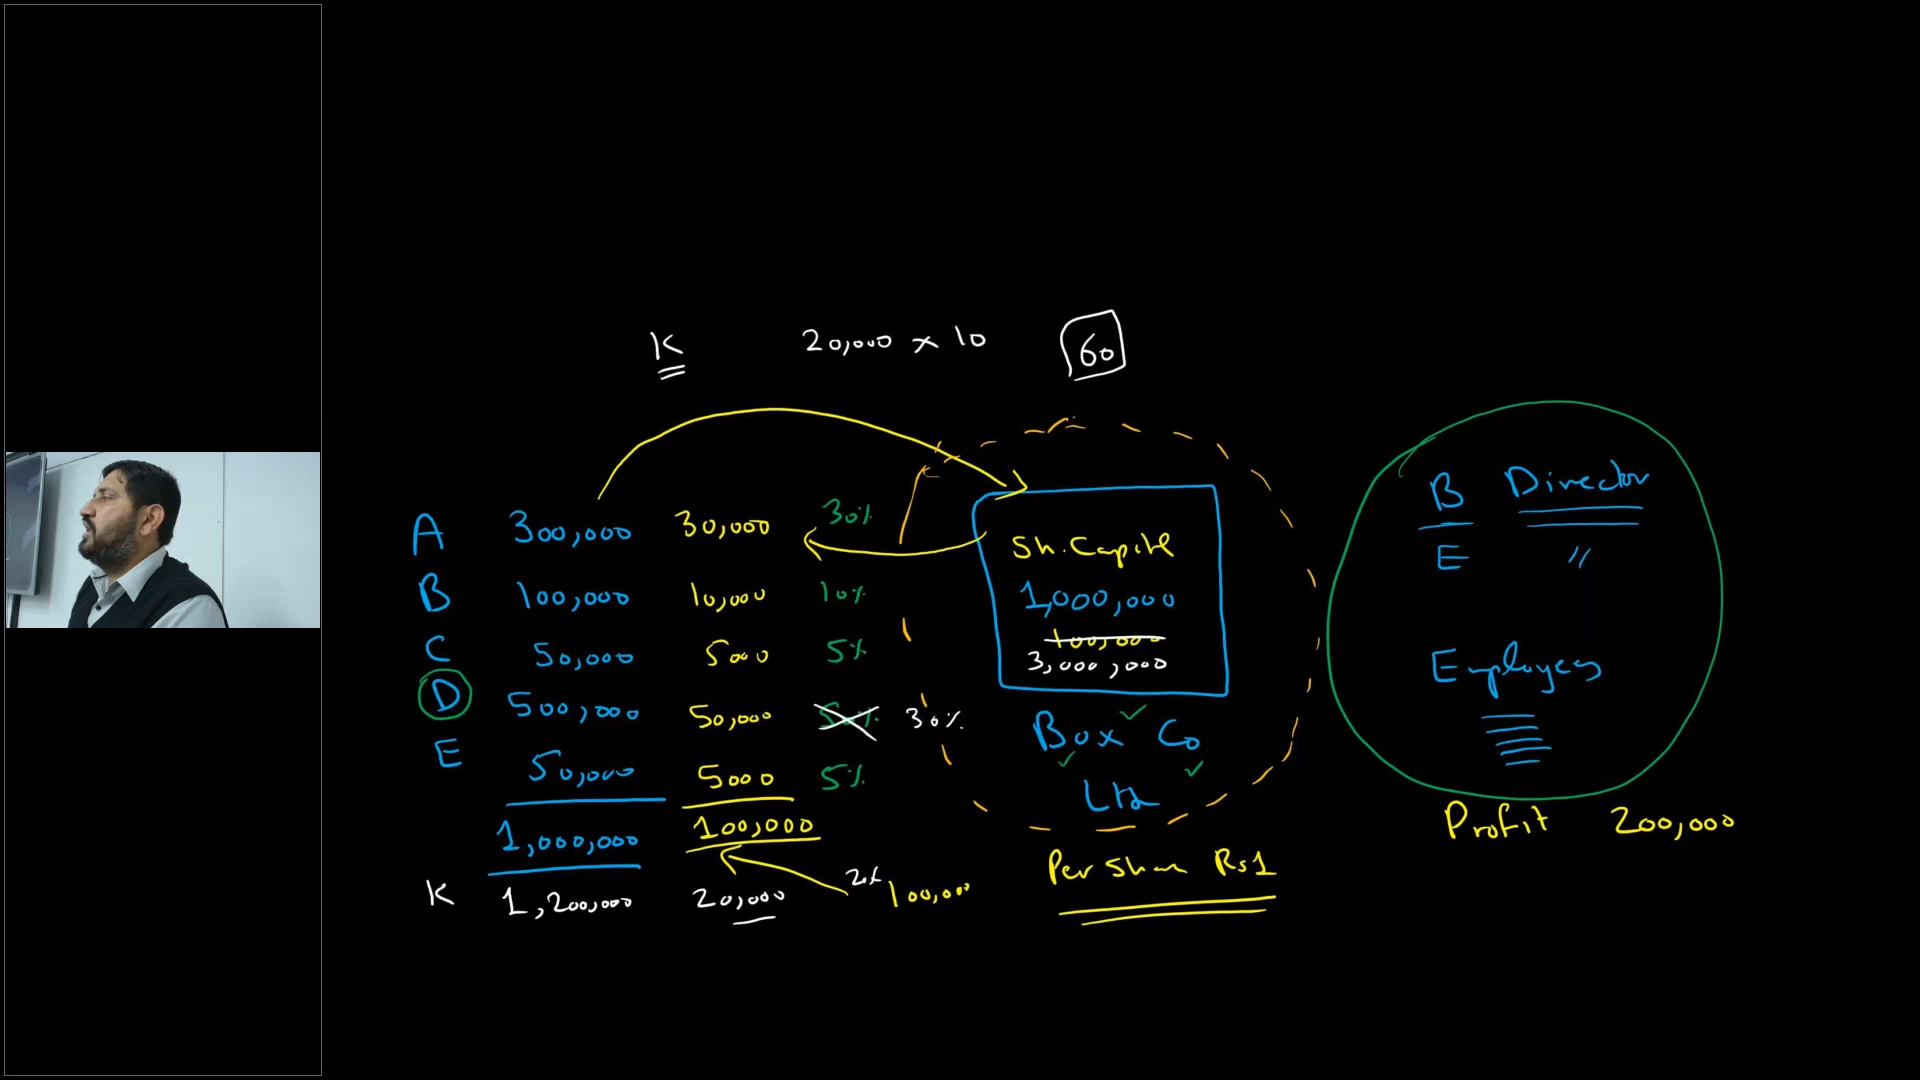 K 20,000 x 10 60
A 300,000 30,000 30%
B 100,000 10,000 10%
C 50,000 5000 5%
D 500,000 50,000 50% 30%
E 50,000 5000 5%
1,000,000 100,000
K 1,200,000 20,000 100,000
Sh. Capital
1,000,000
100,000
3,000,000
Box Co
Ltd
Per Share Rs1
B Director
E "
Employees
Profit 200,000